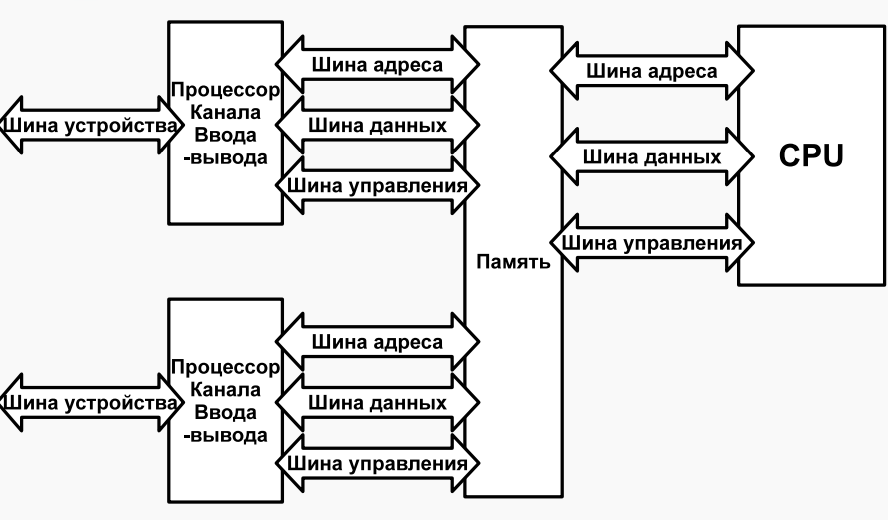 Шина устройства
Процессор
Канала
Ввода
-вывода
Шина адреса
Шина данных
Шина управления
Память
Шина адреса
Шина данных
Шина управления
CPU
Шина устройства
Процессор
Канала
Ввода
-вывода
Шина адреса
Шина данных
Шина управления